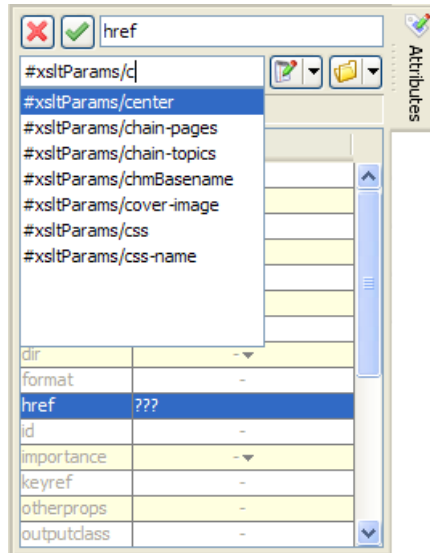 href
Attributes
#xsltParams/c
#xsltParams/center
#xsltParams/chain-pages
#xsltParams/chain-topics
#xsltParams/chmBasename
#xsltParams/cover-image
#xsltParams/css
#xsltParams/css-name
dir -
format -
href ???
id -
importance -
keyref -
otherprops -
outputclass -